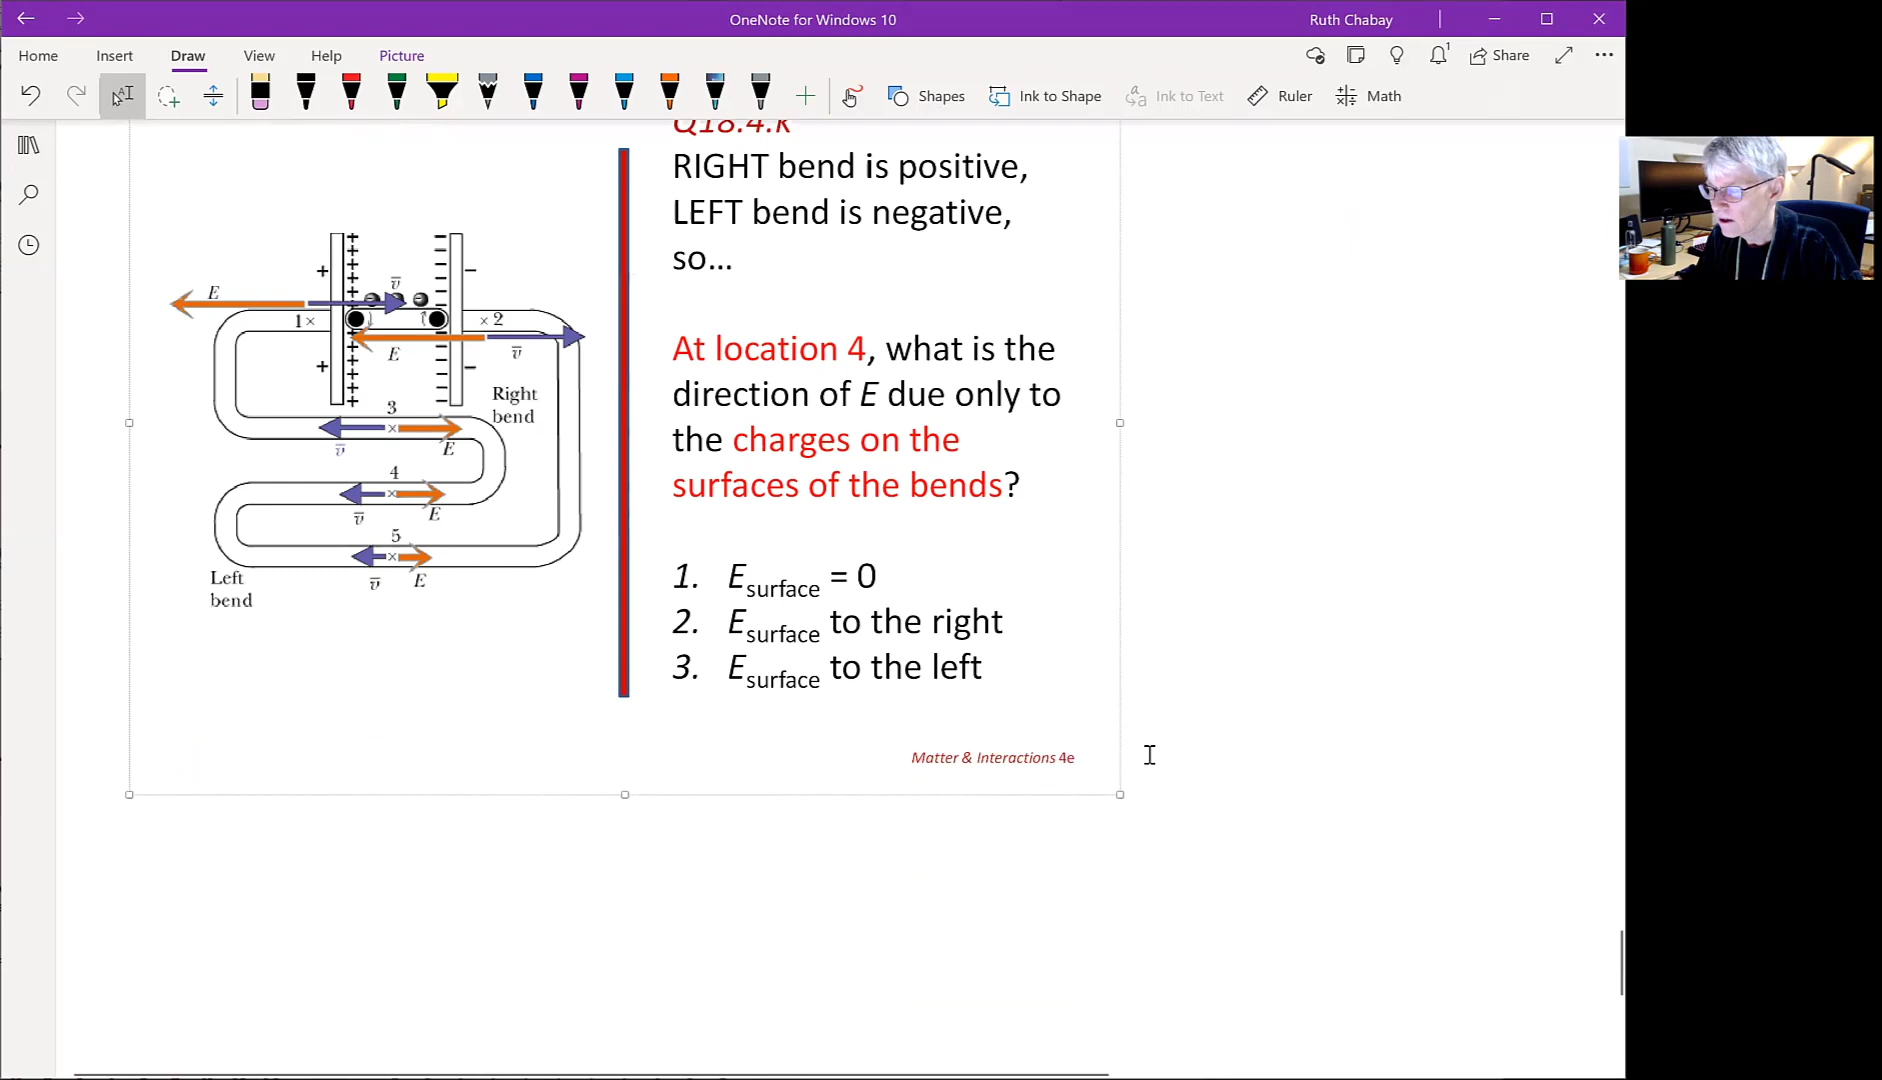 OneNote for Windows 10
Ruth Chabay
Home Insert Draw View Help Picture
1 Share
Shapes Ink to Shape Ink to Text Ruler Math
Q18.4.k
RIGHT bend is positive,
LEFT bend is negative,
so...
At location 4, what is the
direction of E due only to
the charges on the
surfaces of the bends?
1. Esurface = 0
2. Esurface to the right
3. Esurface to the left
Matter & Interactions 4e
E
v̅
+ −
1 × × 2
E
v̅
+ −
Right
bend
3
×
v̅ E
4
×
v̅ E
5
×
v̅ E
Left
bend